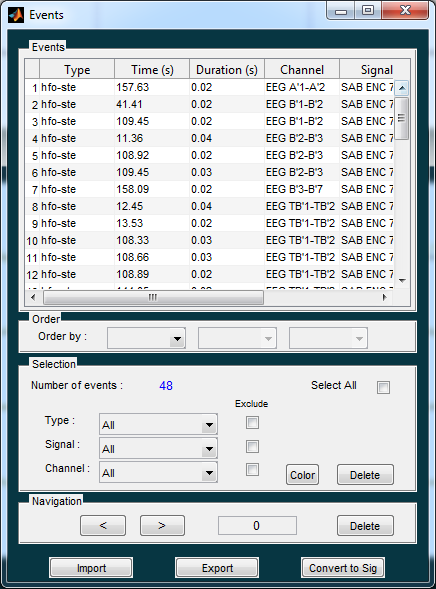 Events
Events
Type Time (s) Duration (s) Channel Signal
1 hfo-ste 157.63 0.02 EEG A'1-A'2 SAB ENC 7
2 hfo-ste 41.41 0.02 EEG B'1-B'2 SAB ENC 7
3 hfo-ste 109.45 0.02 EEG B'1-B'2 SAB ENC 7
4 hfo-ste 11.36 0.04 EEG B'2-B'3 SAB ENC 7
5 hfo-ste 108.92 0.02 EEG B'2-B'3 SAB ENC 7
6 hfo-ste 109.45 0.03 EEG B'2-B'3 SAB ENC 7
7 hfo-ste 158.09 0.02 EEG B'3-B'7 SAB ENC 7
8 hfo-ste 12.45 0.04 EEG TB'1-TB'2 SAB ENC 7
9 hfo-ste 13.53 0.02 EEG TB'1-TB'2 SAB ENC 7
10 hfo-ste 108.33 0.03 EEG TB'1-TB'2 SAB ENC 7
11 hfo-ste 108.66 0.03 EEG TB'1-TB'2 SAB ENC 7
12 hfo-ste 108.89 0.02 EEG TB'1-TB'2 SAB ENC 7
Order
Order by :
Selection
Number of events : 48 Select All
Exclude
Type : All
Signal : All
Channel : All
Color Delete
Navigation
< > 0 Delete
Import Export Convert to Sig